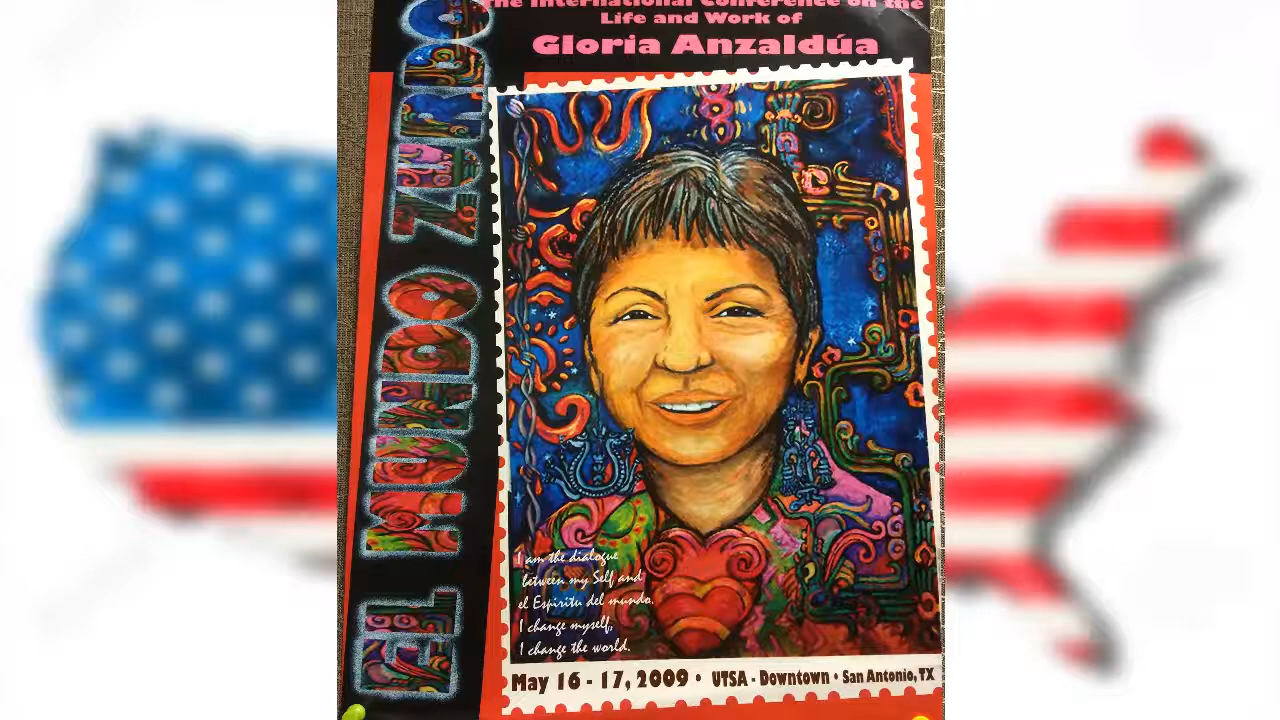 The International Conference on the
Life and Work of
Gloria Anzaldúa
EL MUNDO ZURDO
I am the dialogue
between my Self and
el Espiritu del mundo.
I change myself,
I change the world.
May 16 - 17, 2009 • UTSA - Downtown • San Antonio, TX